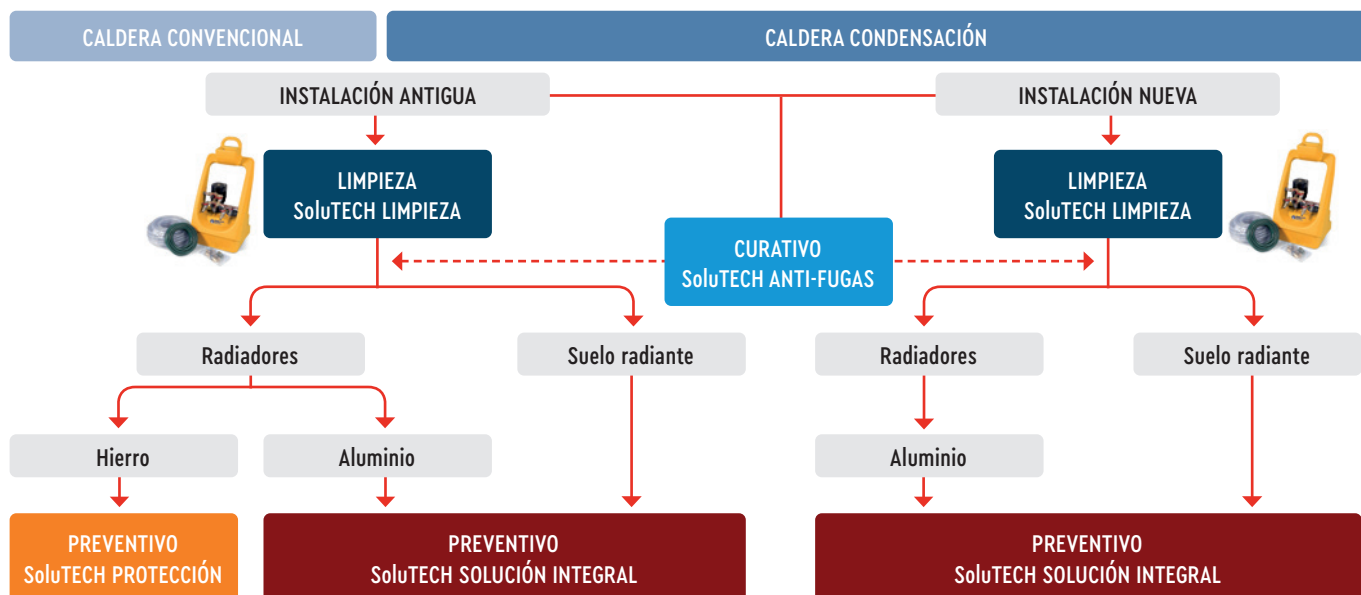 CALDERA CONVENCIONAL
CALDERA CONDENSACIÓN
INSTALACIÓN ANTIGUA
INSTALACIÓN NUEVA
LIMPIEZA
SoluTECH LIMPIEZA
LIMPIEZA
SoluTECH LIMPIEZA
CURATIVO
SoluTECH ANTI-FUGAS
Radiadores
Suelo radiante
Radiadores
Suelo radiante
Hierro
Aluminio
Aluminio
PREVENTIVO
SoluTECH PROTECCIÓN
PREVENTIVO
SoluTECH SOLUCIÓN INTEGRAL
PREVENTIVO
SoluTECH SOLUCIÓN INTEGRAL